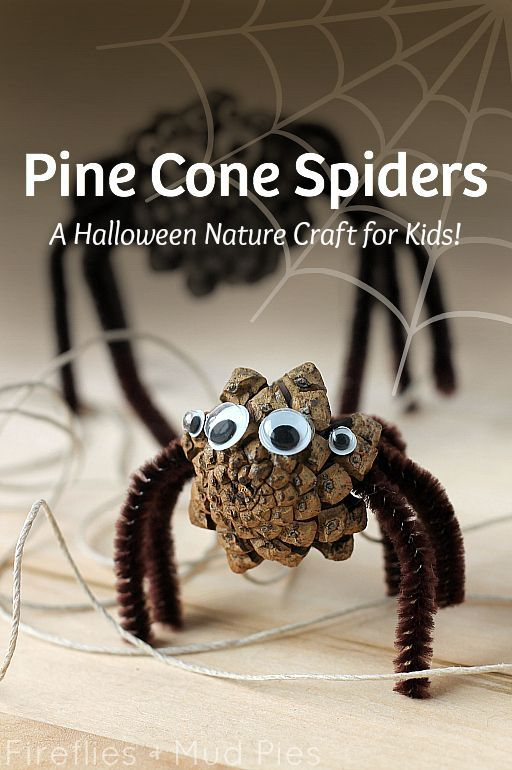 Pine Cone Spiders
A Halloween Nature Craft for Kids!
Fireflies + Mud Pies